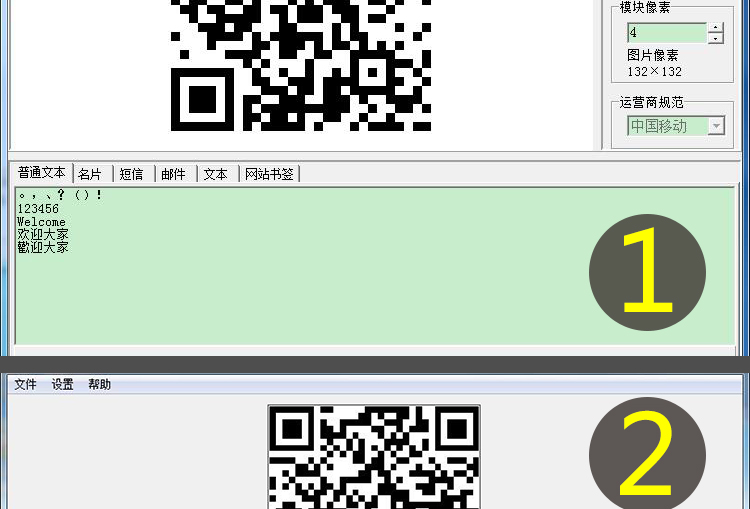 模块像素
4
图片像素
132×132
运营商规范
中国移动
普通文本 名片 短信 邮件 文本 网站书签
。，、？（）！
123456
Welcome
欢迎大家
歡迎大家
1
文件 设置 帮助
2